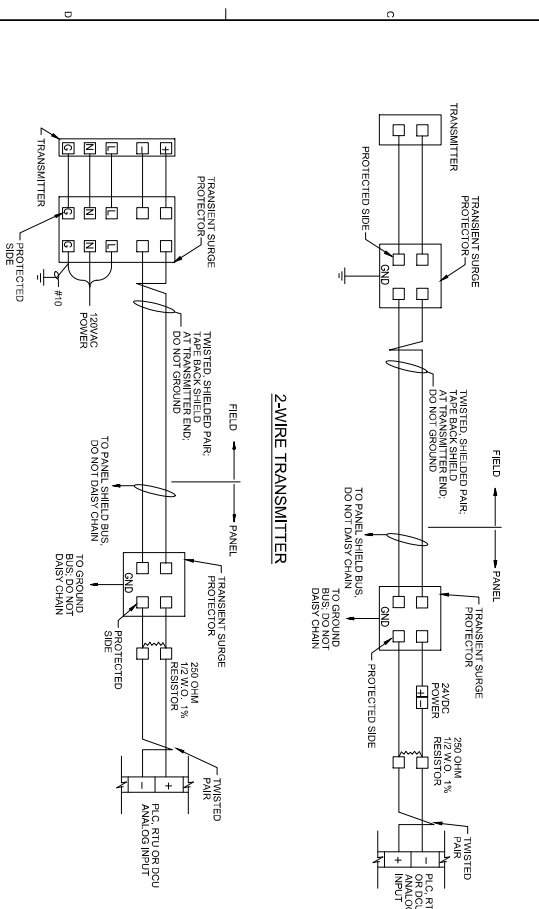 C
TRANSMITTER
PROTECTED SIDE
TRANSIENT SURGE
PROTECTOR
GND
TWISTED, SHIELDED PAIR;
TAPE BACK SHIELD
AT TRANSMITTER END;
DO NOT GROUND
FIELD
PANEL
TO PANEL SHIELD BUS,
DO NOT DAISY CHAIN
TRANSIENT SURGE
PROTECTOR
GND
TO GROUND
BUS; DO NOT
DAISY CHAIN
PROTECTED SIDE
24VDC
POWER
+ -
250 OHM
1/2 W.O. 1%
RESISTOR
TWISTED
PAIR
-
+
PLC, RT
OR DCU
ANALOG
INPUT
2-WIRE TRANSMITTER
D
+
-
L
N
G
TRANSMITTER
TRANSIENT SURGE
PROTECTOR
L L
N N
G G
PROTECTED
SIDE
#10
120VAC
POWER
TWISTED, SHIELDED PAIR;
TAPE BACK SHIELD
AT TRANSMITTER END;
DO NOT GROUND
FIELD
PANEL
TO PANEL SHIELD BUS,
DO NOT DAISY CHAIN
TRANSIENT SURGE
PROTECTOR
GND
TO GROUND
BUS; DO NOT
DAISY CHAIN
PROTECTED
SIDE
250 OHM
1/2 W.O. 1%
RESISTOR
TWISTED
PAIR
+
-
PLC, RTU OR DCU
ANALOG INPUT